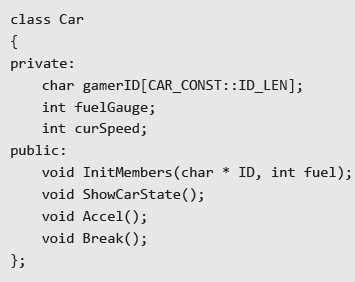 class Car
{
private:
    char gamerID[CAR_CONST::ID_LEN];
    int fuelGauge;
    int curSpeed;
public:
    void InitMembers(char * ID, int fuel);
    void ShowCarState();
    void Accel();
    void Break();
};